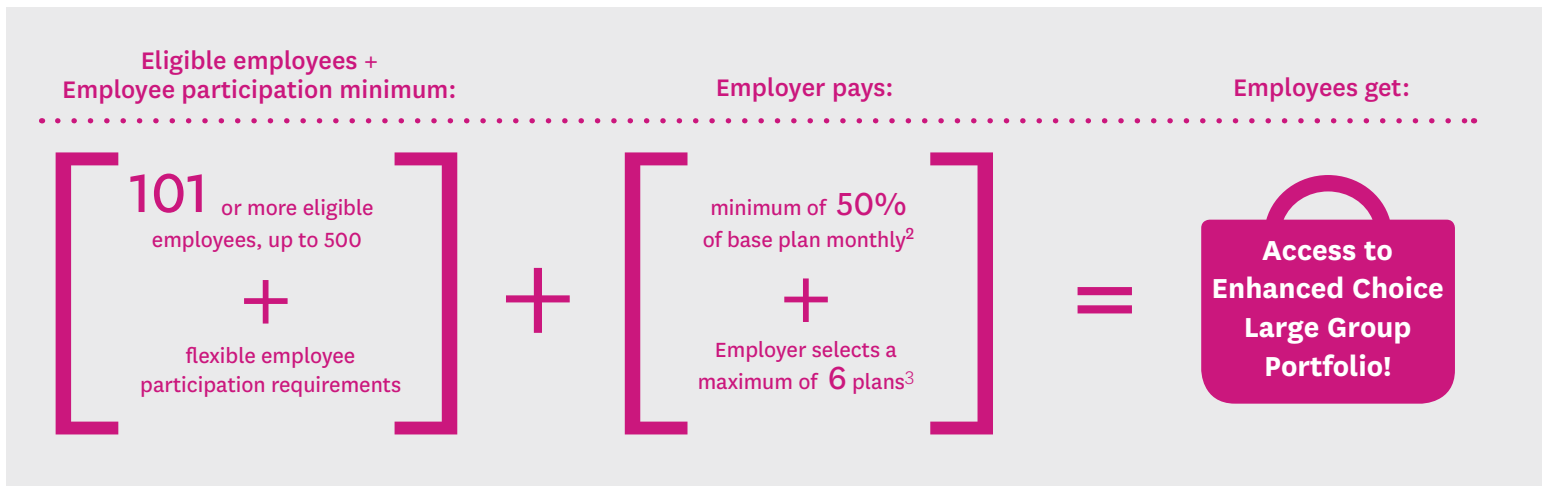 Eligible employees +
Employee participation minimum:
Employer pays:
Employees get:
[
101 or more eligible
employees, up to 500
+
flexible employee
participation requirements
]
+
[
minimum of 50%
of base plan monthly²
+
Employer selects a
maximum of 6 plans³
]
=
Access to
Enhanced Choice
Large Group
Portfolio!